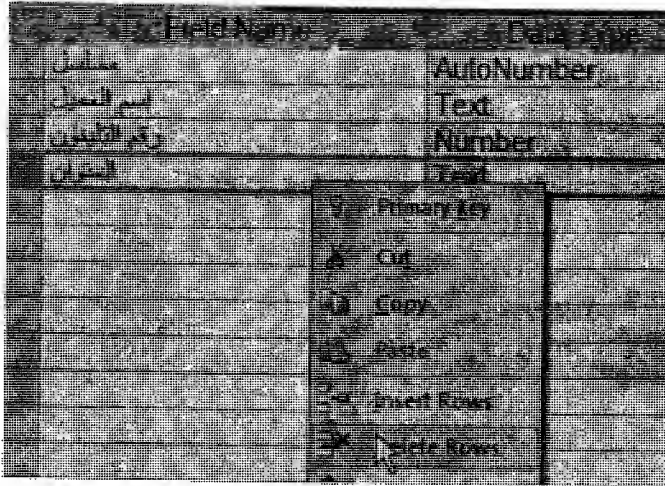 Field Name Data Type
مسلسل AutoNumber
اسم العميل Text
رقم التليفون Number
العنوان Text
Primary Key
Cut
Copy
Paste
Insert Rows
Delete Rows